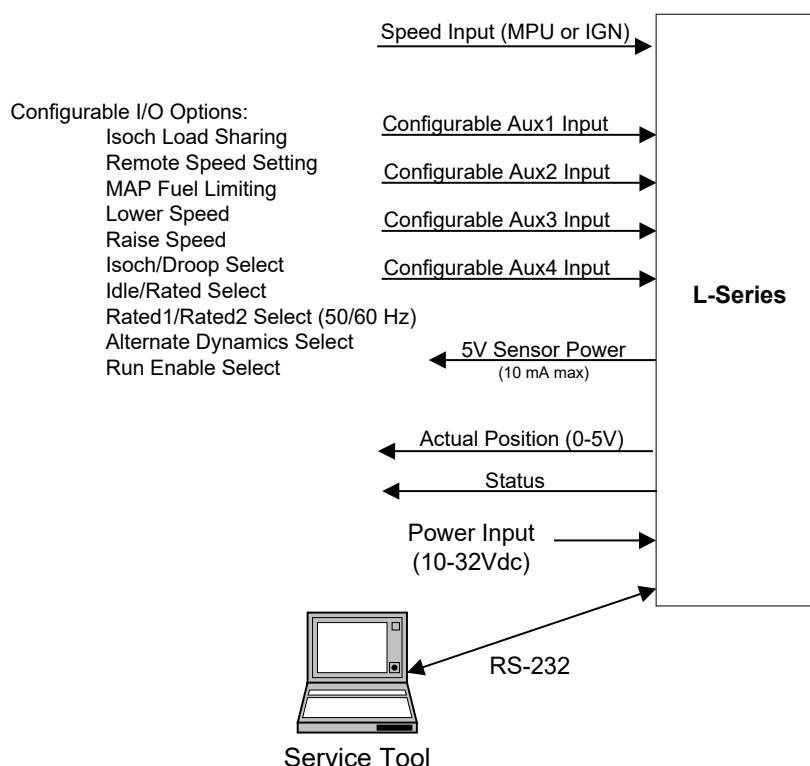 Speed Input (MPU or IGN)
Configurable I/O Options:
Isoch Load Sharing
Remote Speed Setting
MAP Fuel Limiting
Lower Speed
Raise Speed
Isoch/Droop Select
Idle/Rated Select
Rated1/Rated2 Select (50/60 Hz)
Alternate Dynamics Select
Run Enable Select
Configurable Aux1 Input
Configurable Aux2 Input
Configurable Aux3 Input
Configurable Aux4 Input
L-Series
5V Sensor Power
(10 mA max)
Actual Position (0-5V)
Status
Power Input
(10-32Vdc)
RS-232
Service Tool